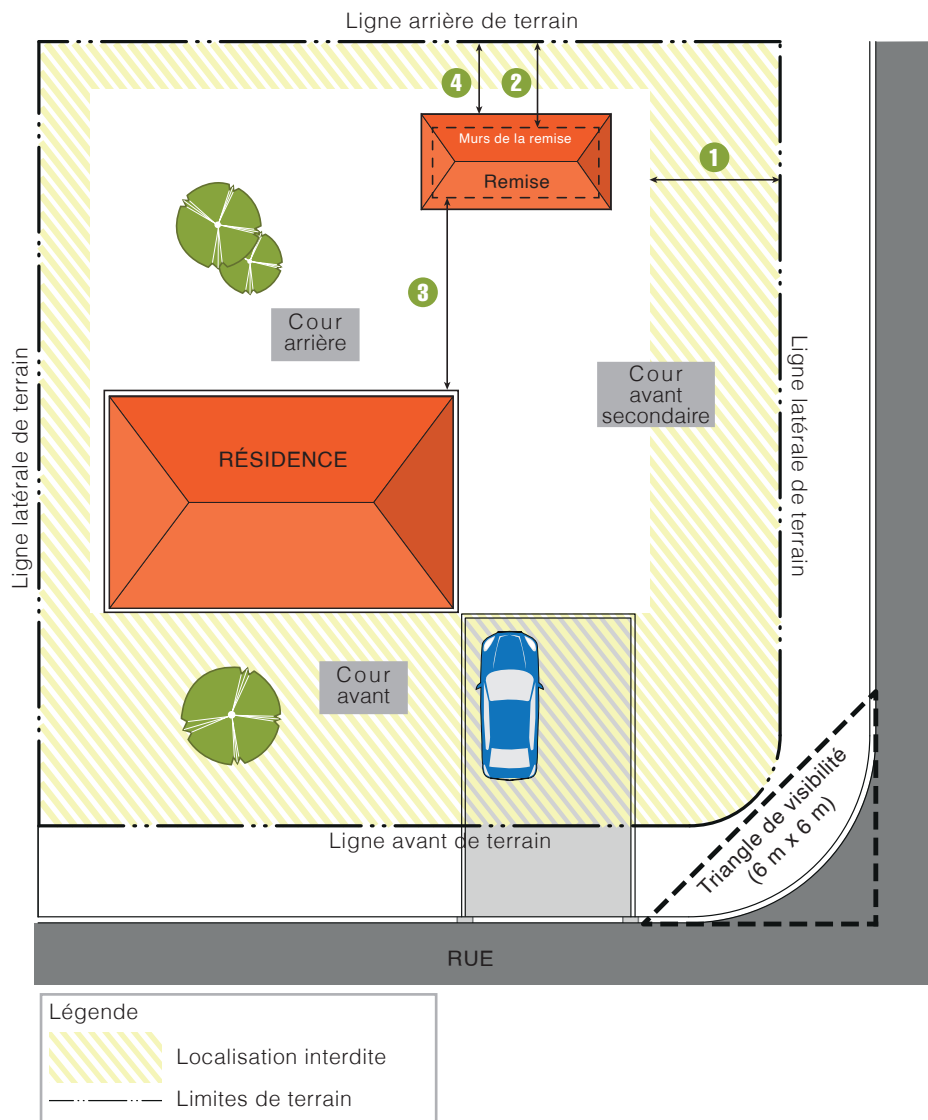 Ligne arrière de terrain
4
2
Murs de la remise
Remise
1
3
Cour
arrière
Cour
avant
secondaire
Ligne latérale de terrain
Ligne latérale de terrain
RÉSIDENCE
Cour
avant
Triangle de visibilité
(6 m x 6 m)
Ligne avant de terrain
RUE
Légende
Localisation interdite
Limites de terrain